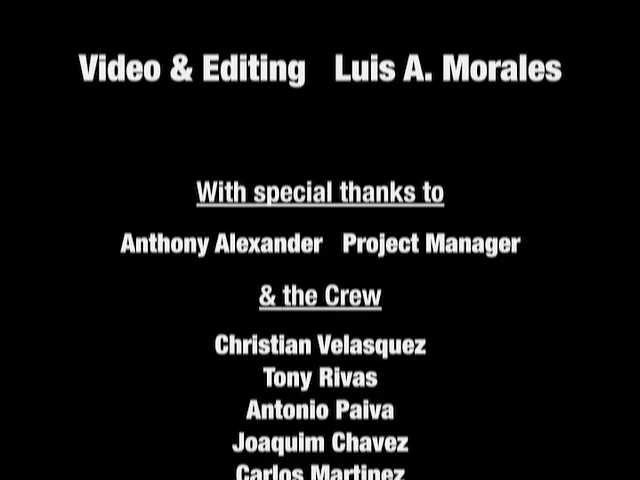 Video & Editing Luis A. Morales
With special thanks to
Anthony Alexander Project Manager
& the Crew
Christian Velasquez
Tony Rivas
Antonio Paiva
Joaquim Chavez
Carlos Martinez